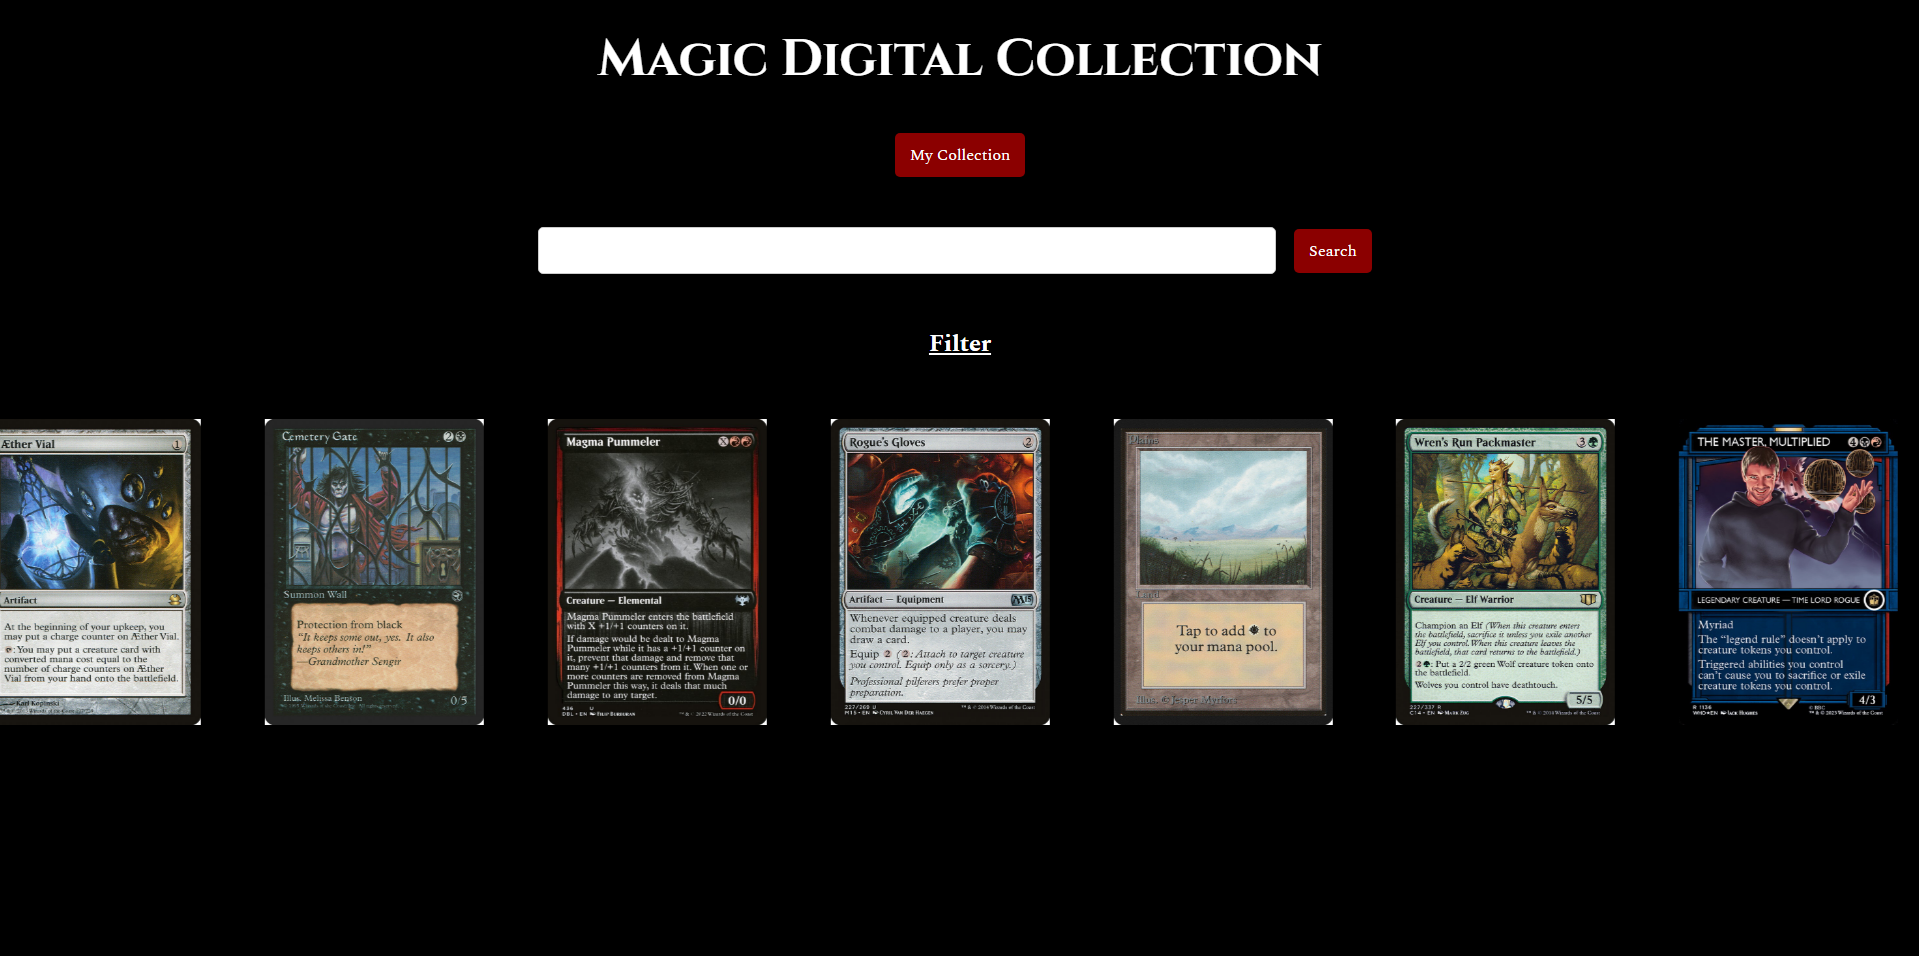 Magic Digital Collection
My Collection
Search
Filter
Æther Vial 1
Artifact
At the beginning of your upkeep, you
may put a charge counter on Æther Vial.
: You may put a creature card with
converted mana cost equal to the
number of charge counters on Æther
Vial from your hand onto the battlefield.
Karl Kopinski
Cemetery Gate 2
Summon Wall
Protection from black
"It keeps some out, yes. It also
keeps others in!"
—Grandmother Sengir
Illus. Melissa Benton 0/5
Magma Pummeler X
Creature — Elemental
Magma Pummeler enters the battlefield
with X +1/+1 counters on it.
If damage would be dealt to Magma
Pummeler while it has a +1/+1 counter on
it, prevent that damage and remove that
many +1/+1 counters from it. When one or
more counters are removed from Magma
Pummeler this way, it deals that much
damage to any target.
0/0
Rogue's Gloves 2
Artifact — Equipment
M15
Whenever equipped creature deals
combat damage to a player, you may
draw a card.
Equip 2 (2: Attach to target creature
you control. Equip only as a sorcery.)
Professional pilferers prefer proper
preparation.
227/269 U
M15 • EN Cynl Van Der Haegen
Plains
Land
Tap to add to
your mana pool.
Illus. © Jesper Myrfors
Wren's Run Packmaster 3
Creature — Elf Warrior
Champion an Elf (When this creature enters
the battlefield, sacrifice it unless you exile another
Elf you control. When this creature leaves the
battlefield, that card returns to the battlefield.)
2: Put a 2/2 green Wolf creature token onto
the battlefield.
Wolves you control have deathtouch.
5/5
227/337 R
C14 • EN Mark Zug
THE MASTER, MULTIPLIED 4
LEGENDARY CREATURE — TIME LORD ROGUE
Myriad
The "legend rule" doesn't apply to
creature tokens you control.
Triggered abilities you control
can't cause you to sacrifice or exile
creature tokens you control.
4/3
R 1136
WHO • EN Jack Hughes